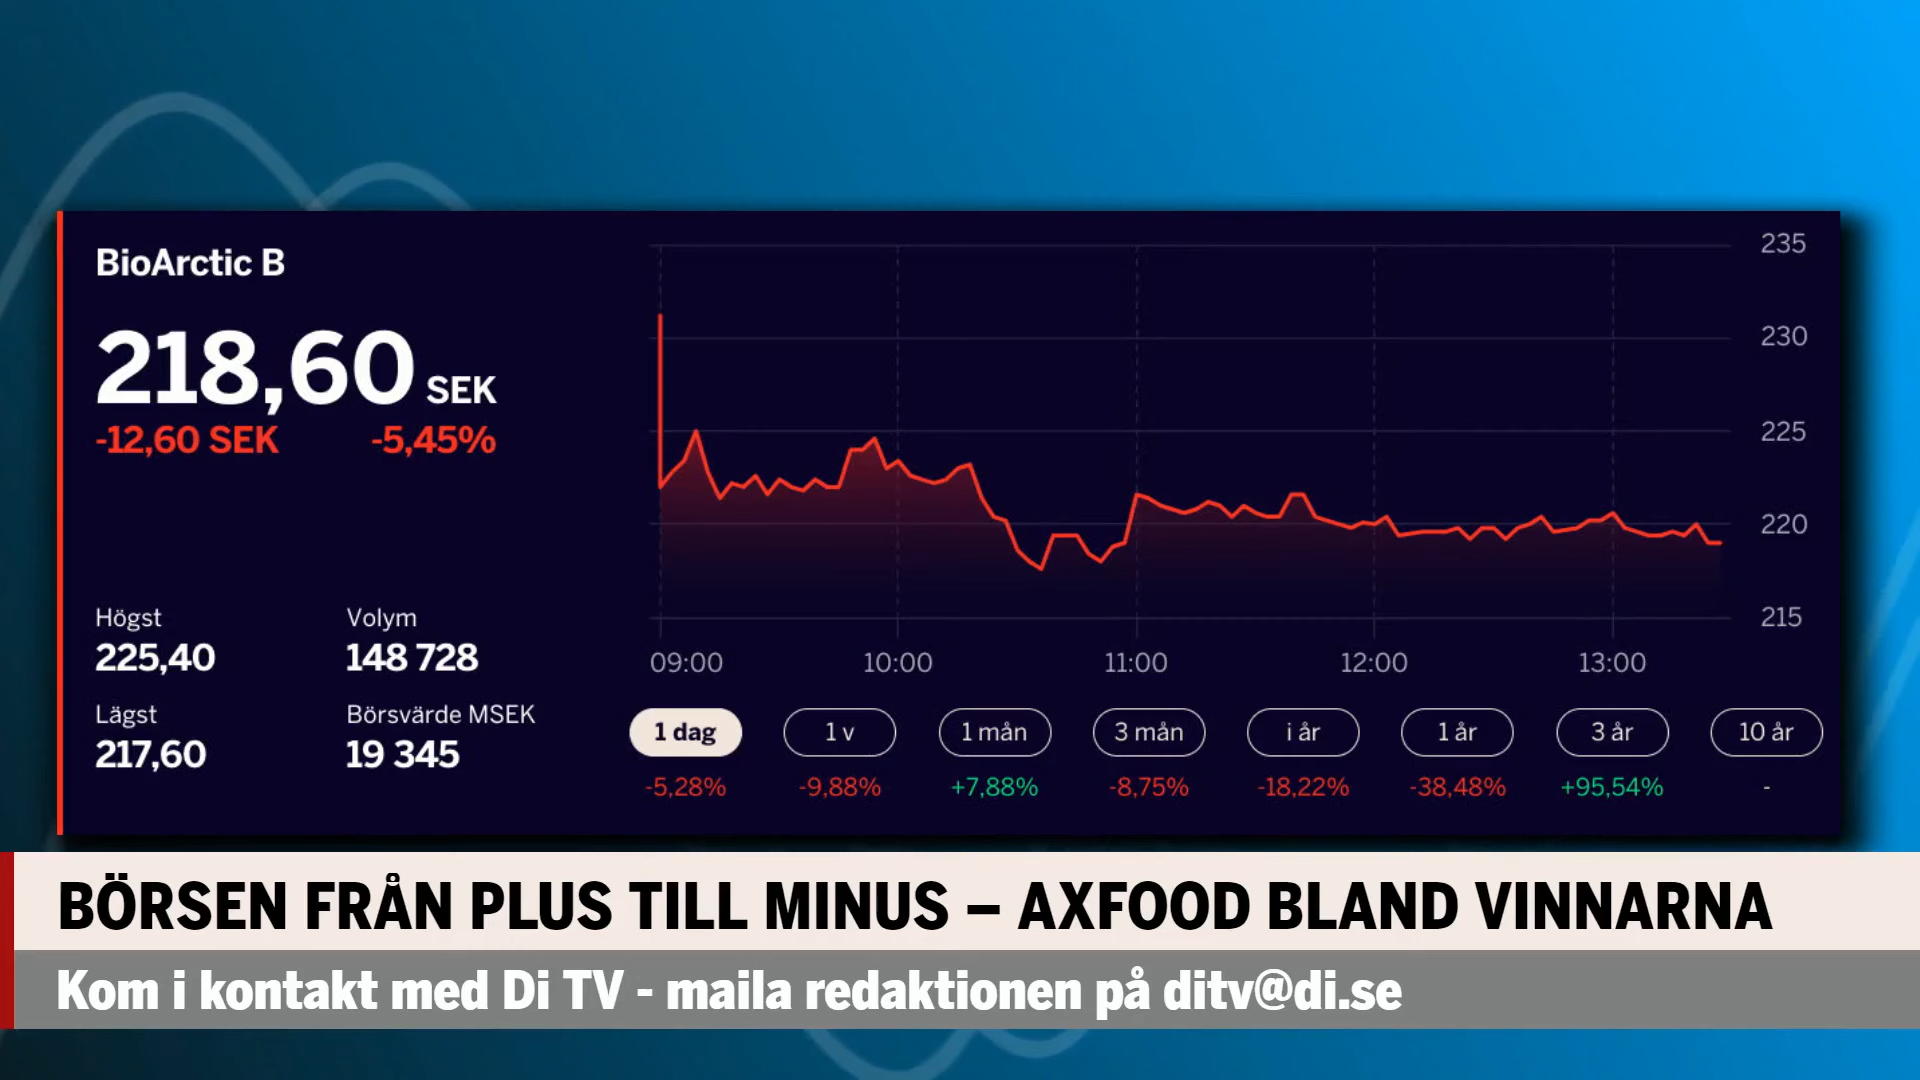 BioArctic B
218,60 SEK
-12,60 SEK -5,45%
Högst Volym
225,40 148 728
Lägst Börsvärde MSEK
217,60 19 345
235
230
225
220
215
09:00 10:00 11:00 12:00 13:00
1 dag 1 v 1 mån 3 mån i år 1 år 3 år 10 år
-5,28% -9,88% +7,88% -8,75% -18,22% -38,48% +95,54% -
BÖRSEN FRÅN PLUS TILL MINUS – AXFOOD BLAND VINNARNA
Kom i kontakt med Di TV - maila redaktionen på ditv@di.se